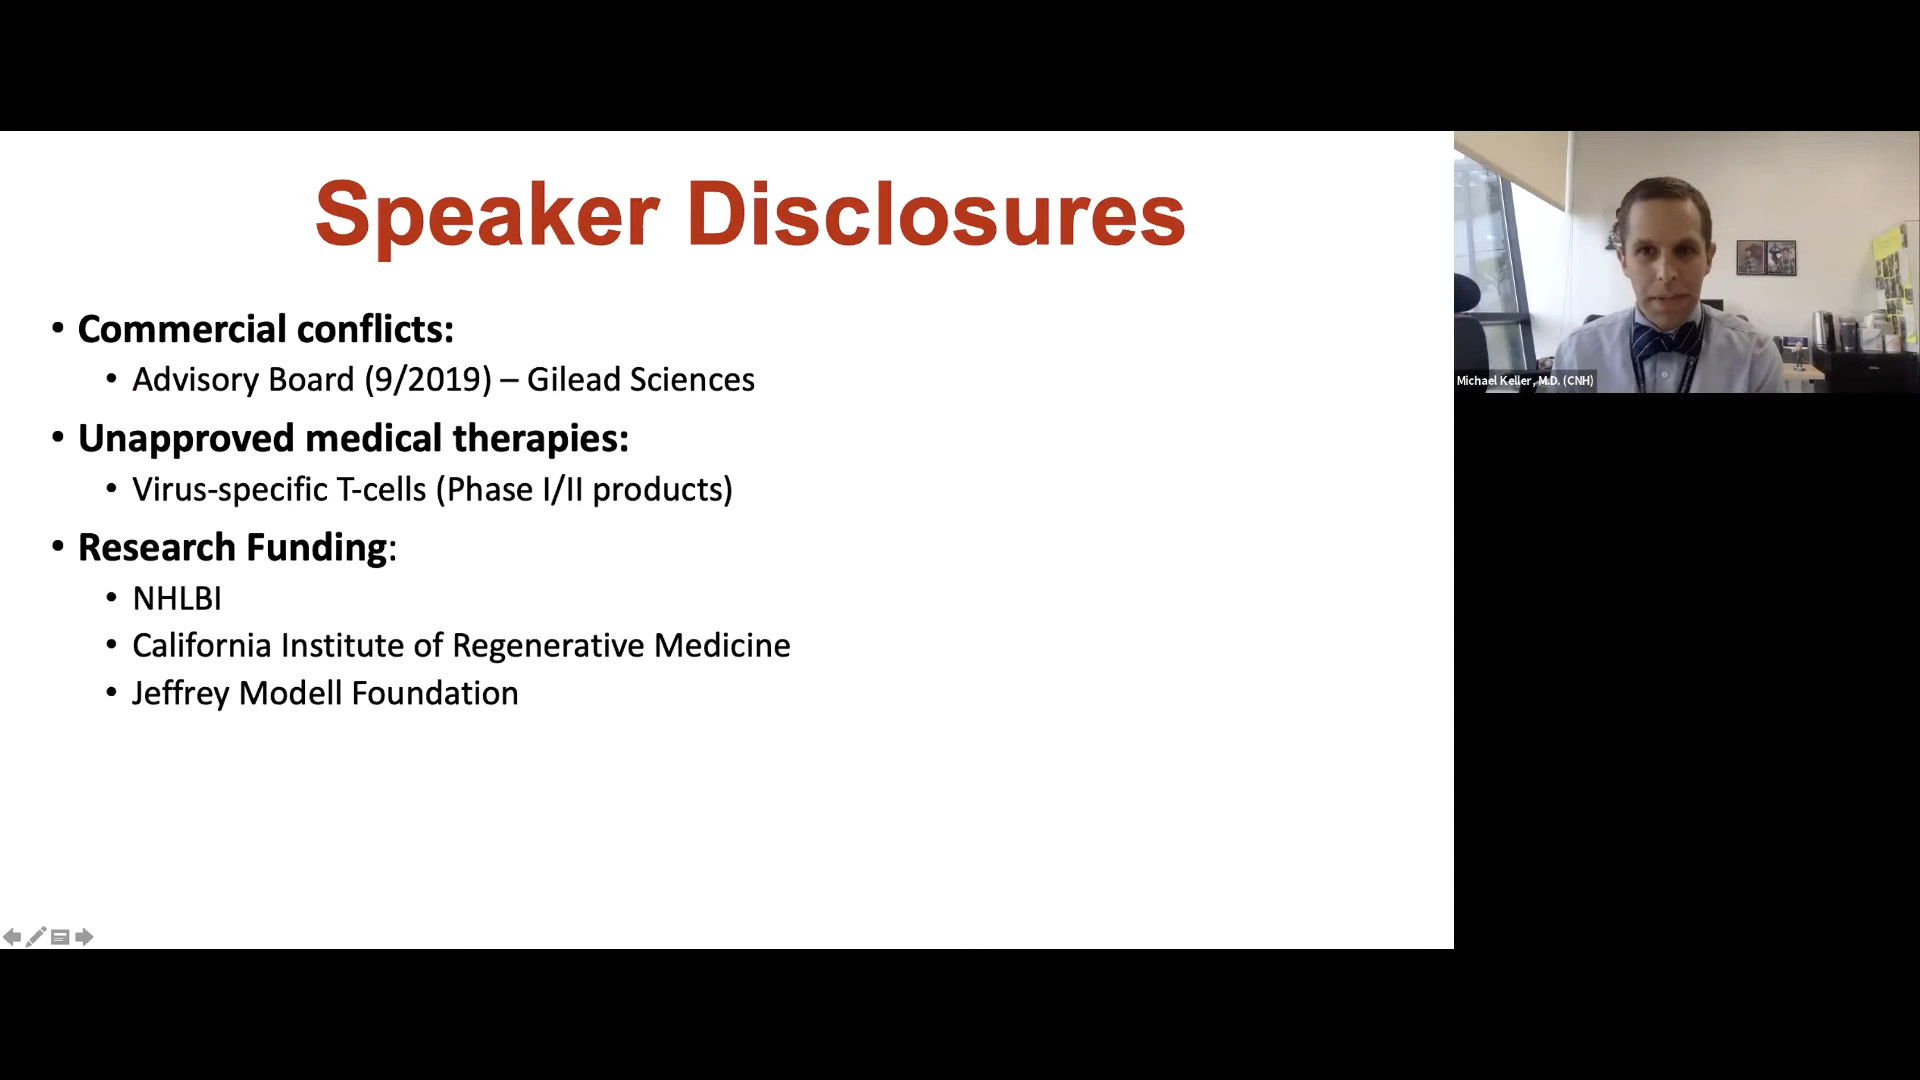 Speaker Disclosures
• Commercial conflicts:
• Advisory Board (9/2019) – Gilead Sciences
• Unapproved medical therapies:
• Virus-specific T-cells (Phase I/II products)
• Research Funding:
• NHLBI
• California Institute of Regenerative Medicine
• Jeffrey Modell Foundation
Michael Keller, M.D. (CNH)